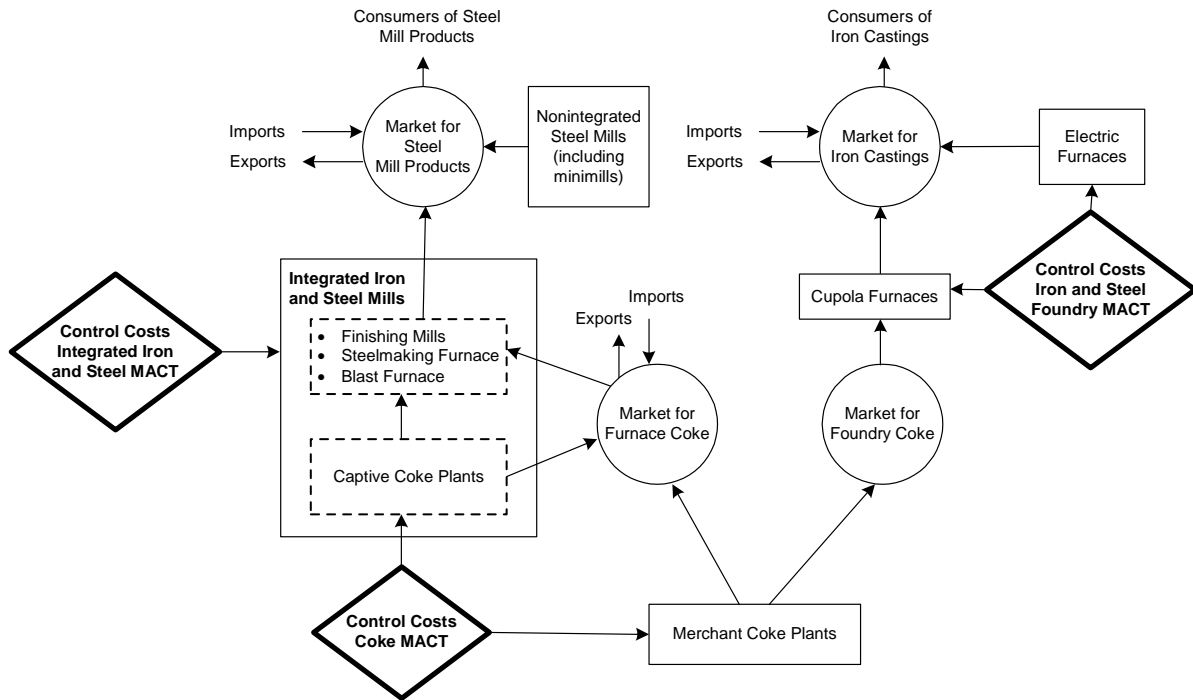 Consumers of Steel
Mill Products
Consumers of
Iron Castings
Imports
Exports
Market for
Steel
Mill Products
Nonintegrated
Steel Mills
(including
minimills)
Imports
Exports
Market for
Iron Castings
Electric
Furnaces
Control Costs
Integrated Iron
and Steel MACT
Integrated Iron
and Steel Mills
• Finishing Mills
• Steelmaking Furnace
• Blast Furnace
Captive Coke Plants
Imports
Exports
Market for
Furnace Coke
Cupola Furnaces
Control Costs
Iron and Steel
Foundry MACT
Market for
Foundry Coke
Control Costs
Coke MACT
Merchant Coke Plants